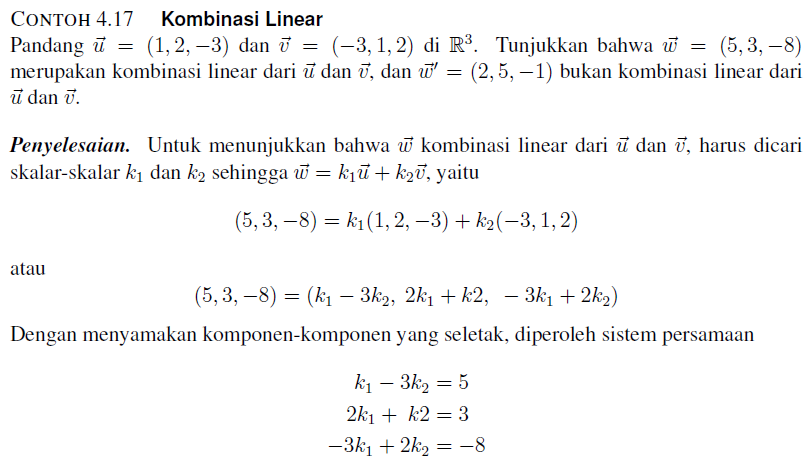 CONTOH 4.17 Kombinasi Linear
Pandang u⃗ = (1, 2, −3) dan v⃗ = (−3, 1, 2) di ℝ³. Tunjukkan bahwa w⃗ = (5, 3, −8)
merupakan kombinasi linear dari u⃗ dan v⃗, dan w⃗′ = (2, 5, −1) bukan kombinasi linear dari
u⃗ dan v⃗.
Penyelesaian. Untuk menunjukkan bahwa w⃗ kombinasi linear dari u⃗ dan v⃗, harus dicari
skalar-skalar k₁ dan k₂ sehingga w⃗ = k₁u⃗ + k₂v⃗, yaitu
(5, 3, −8) = k₁(1, 2, −3) + k₂(−3, 1, 2)
atau
(5, 3, −8) = (k₁ − 3k₂, 2k₁ + k2, − 3k₁ + 2k₂)
Dengan menyamakan komponen-komponen yang seletak, diperoleh sistem persamaan
k₁ − 3k₂ = 5
2k₁ + k2 = 3
−3k₁ + 2k₂ = −8